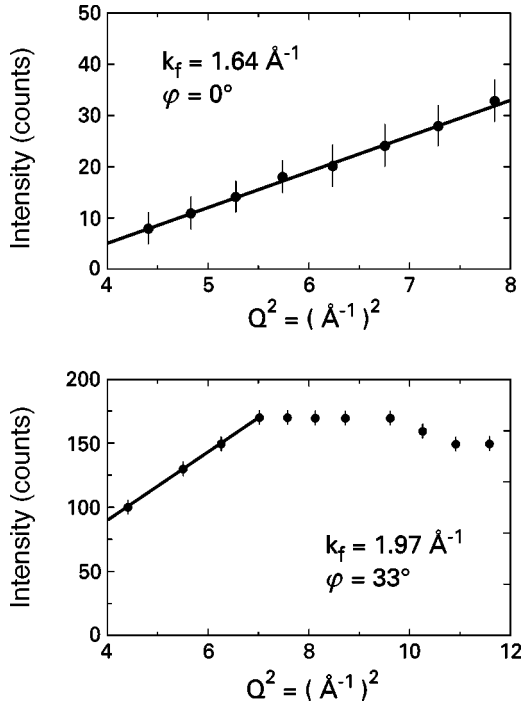 50
40
30
20
10
0
Intensity (counts)
k_f = 1.64 Å⁻¹
φ = 0°
4 5 6 7 8
Q² = ( Å⁻¹ )²
200
150
100
50
0
Intensity (counts)
k_f = 1.97 Å⁻¹
φ = 33°
4 6 8 10 12
Q² = ( Å⁻¹ )²